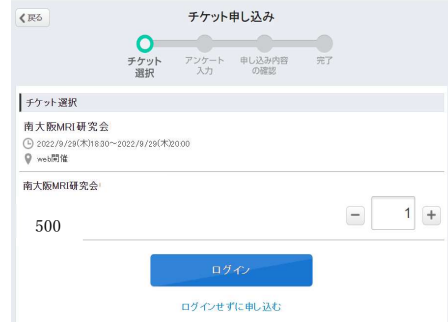 戻る
チケット申し込み
チケット
選択
アンケート
入力
申し込み内容
の確認
完了
チケット選択
南大阪MRI研究会
2022/9/29(木)18:30~2022/9/29(木)20:00
web開催
南大阪MRI研究会
500
1
ログイン
ログインせずに申し込む